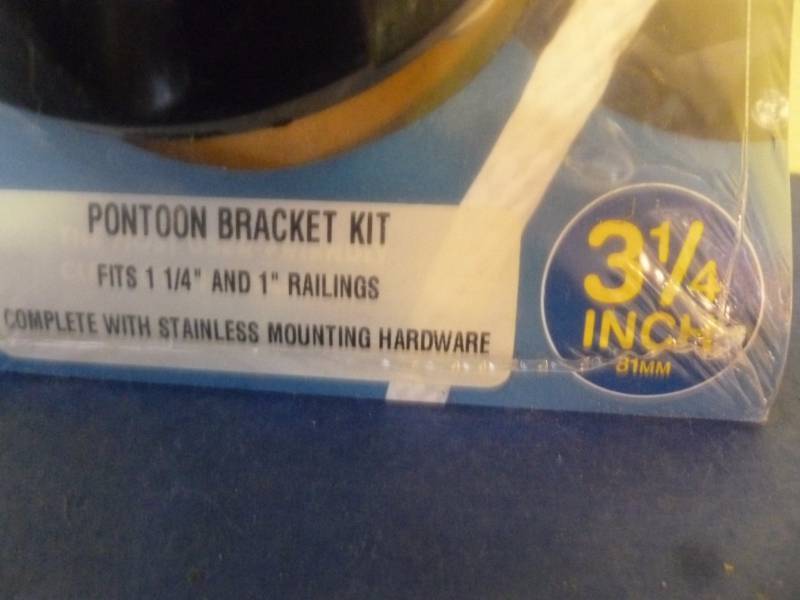 PONTOON BRACKET KIT
FITS 1 1/4" AND 1" RAILINGS
COMPLETE WITH STAINLESS MOUNTING HARDWARE
3 1/4
INCH
81MM